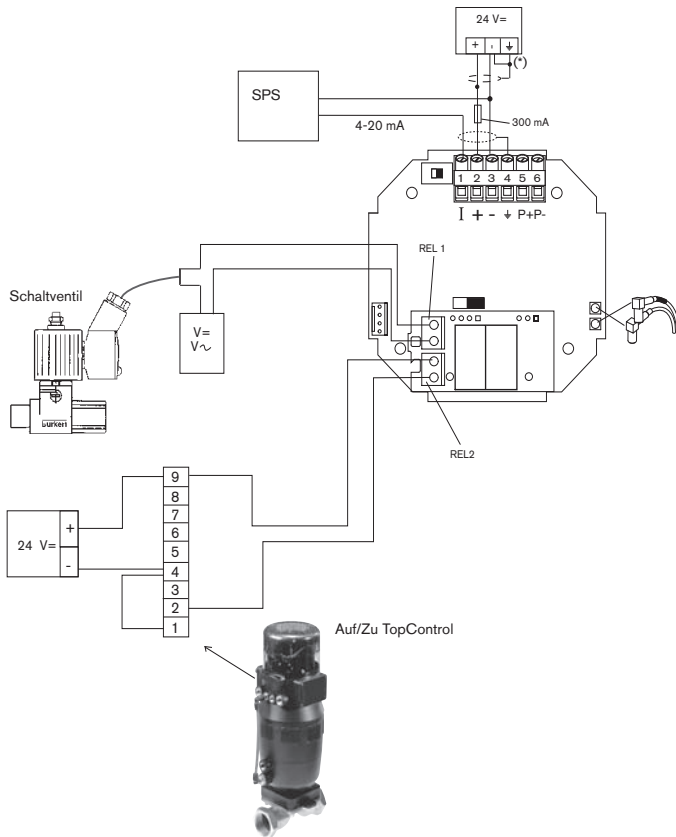 24 V=
+ - ⏚
(*)
SPS
300 mA
4-20 mA
1 2 3 4 5 6
I + - ⏚ P+ P-
REL 1
Schaltventil
V=
V~
burkert
REL2
9
8
7
6
5
4
3
2
1
24 V=
+
-
Auf/Zu TopControl